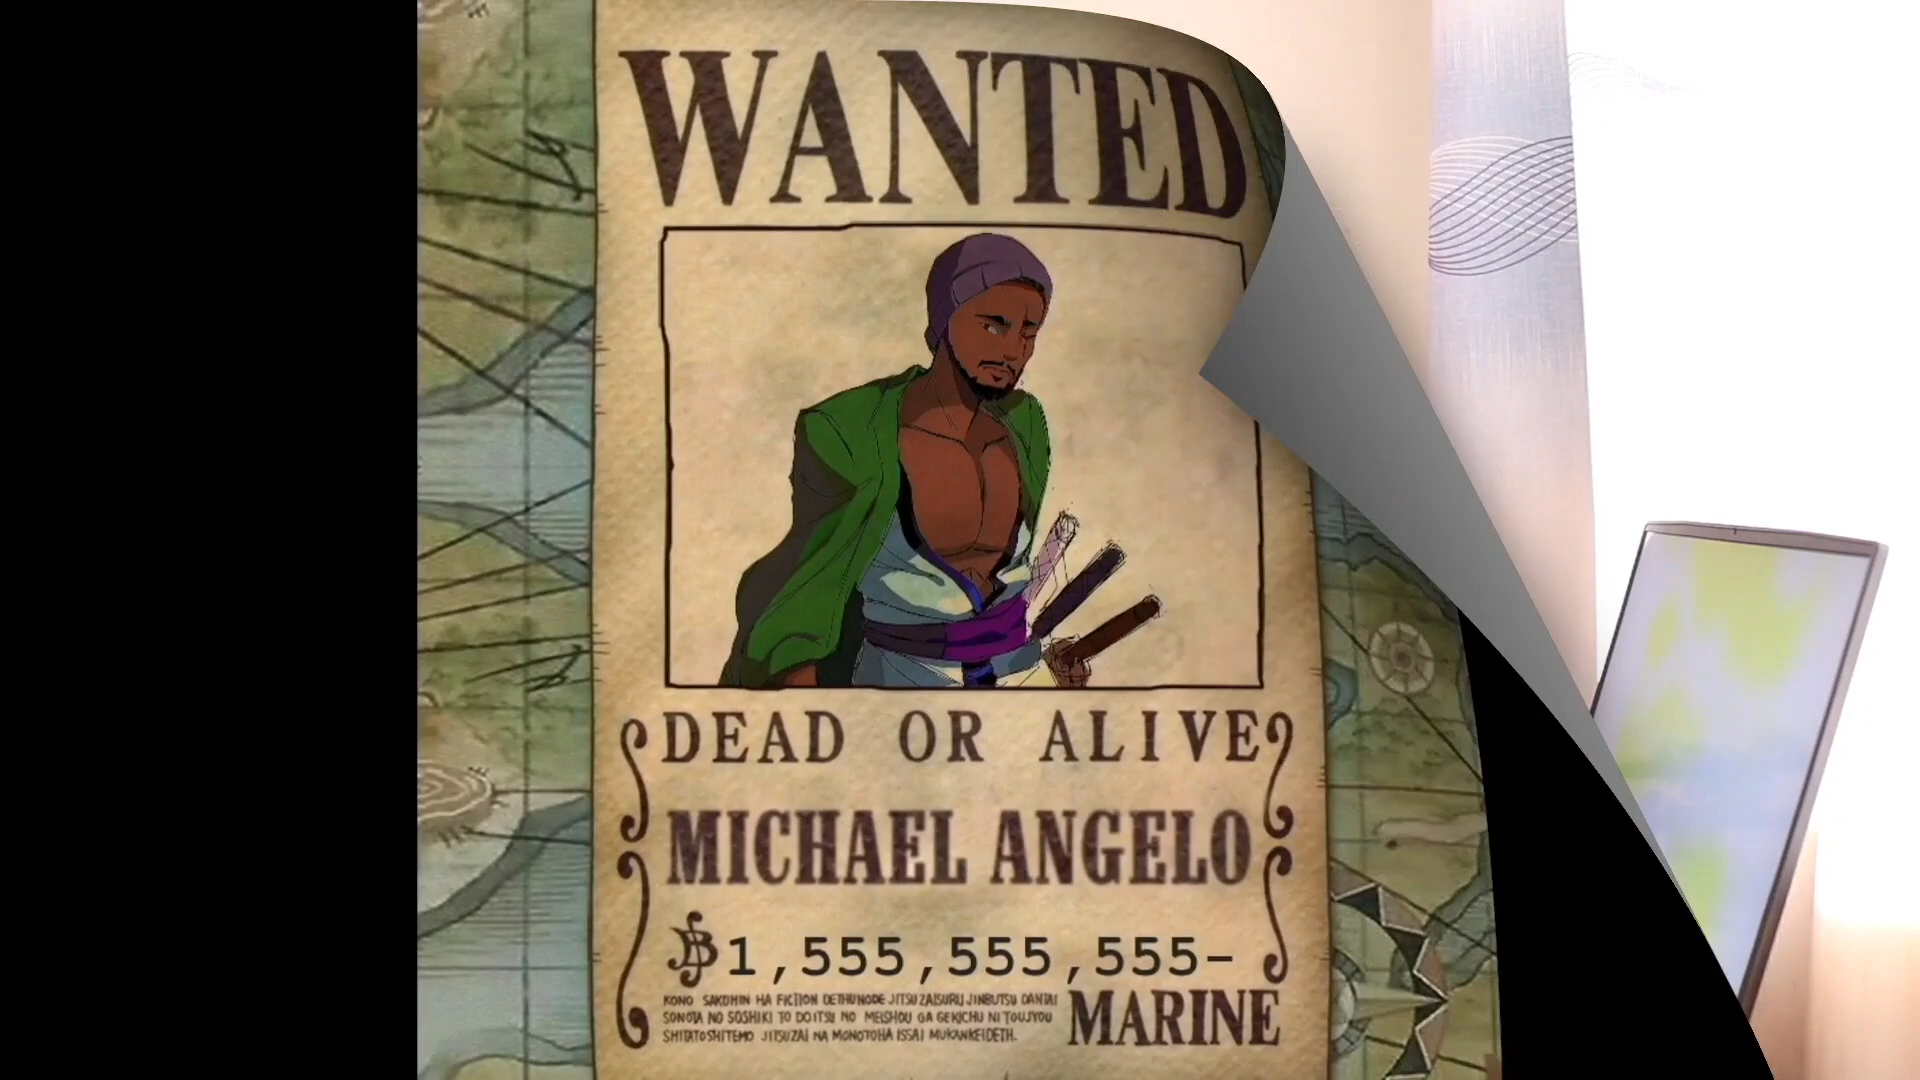 WANTED
DEAD OR ALIVE
MICHAEL ANGELO
1,555,555,555-
KONO SAKUHIN HA FICTION DETHUNODE JITSUZAISURU JINBUTSU DANTAI
SONOTA NO SOSHIKI TO DOITSU NO MEISHOU GA GEKICHU NI TOUJYOU
SHITATOSHITEMO JITSUZAI NA MONOTOHA ISSAI MUKANKEIDETH.
MARINE